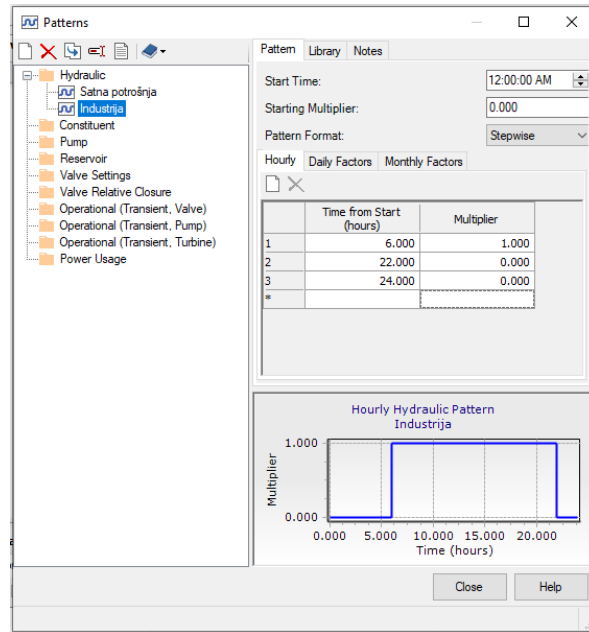 Patterns
Hydraulic
Satna potrošnja
Industrija
Constituent
Pump
Reservoir
Valve Settings
Valve Relative Closure
Operational (Transient, Valve)
Operational (Transient, Pump)
Operational (Transient, Turbine)
Power Usage
Pattern Library Notes
Start Time: 12:00:00 AM
Starting Multiplier: 0.000
Pattern Format: Stepwise
Hourly Daily Factors Monthly Factors
Time from Start (hours) Multiplier
1 6.000 1.000
2 22.000 0.000
3 24.000 0.000
*
Hourly Hydraulic Pattern
Industrija
Multiplier
1.000
0.000
0.000 5.000 10.000 15.000 20.000
Time (hours)
Close Help